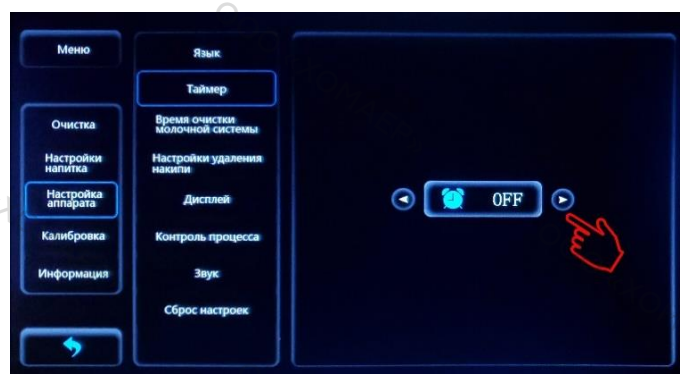 Меню
Очистка
Настройки
напитка
Настройка
аппарата
Калибровка
Информация
Язык
Таймер
Время очистки
молочной системы
Настройки удаления
накипи
Дисплей
Контроль процесса
Звук
Сброс настроек
OFF